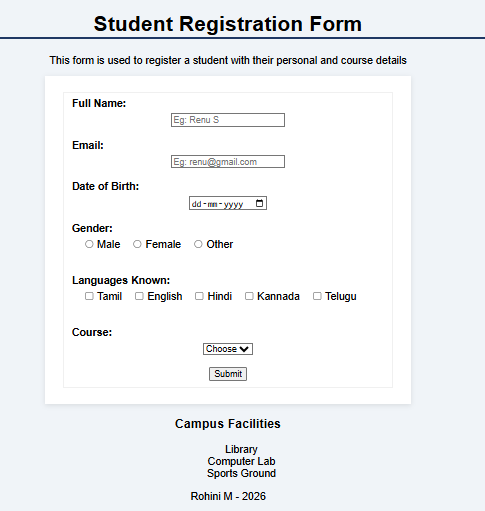 Student Registration Form
This form is used to register a student with their personal and course details
Full Name:
Eg: Renu S
Email:
Eg: renu@gmail.com
Date of Birth:
dd-mm-yyyy
Gender:
Male Female Other
Languages Known:
Tamil English Hindi Kannada Telugu
Course:
Choose
Submit
Campus Facilities
Library
Computer Lab
Sports Ground
Rohini M - 2026